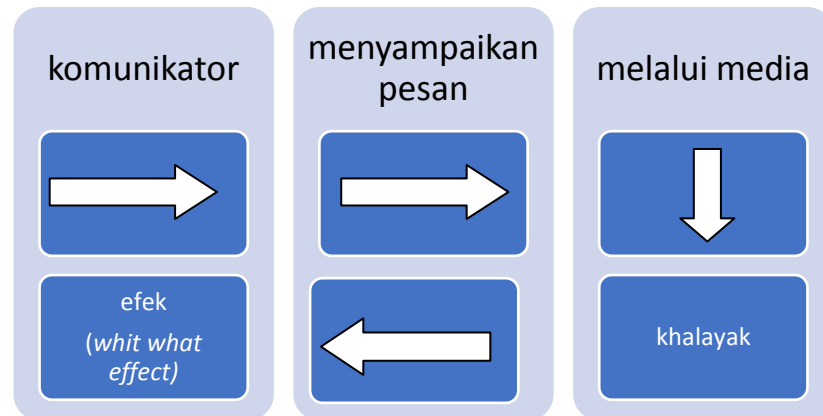 komunikator
menyampaikan
pesan
melalui media
efek
(whit what
effect)
khalayak